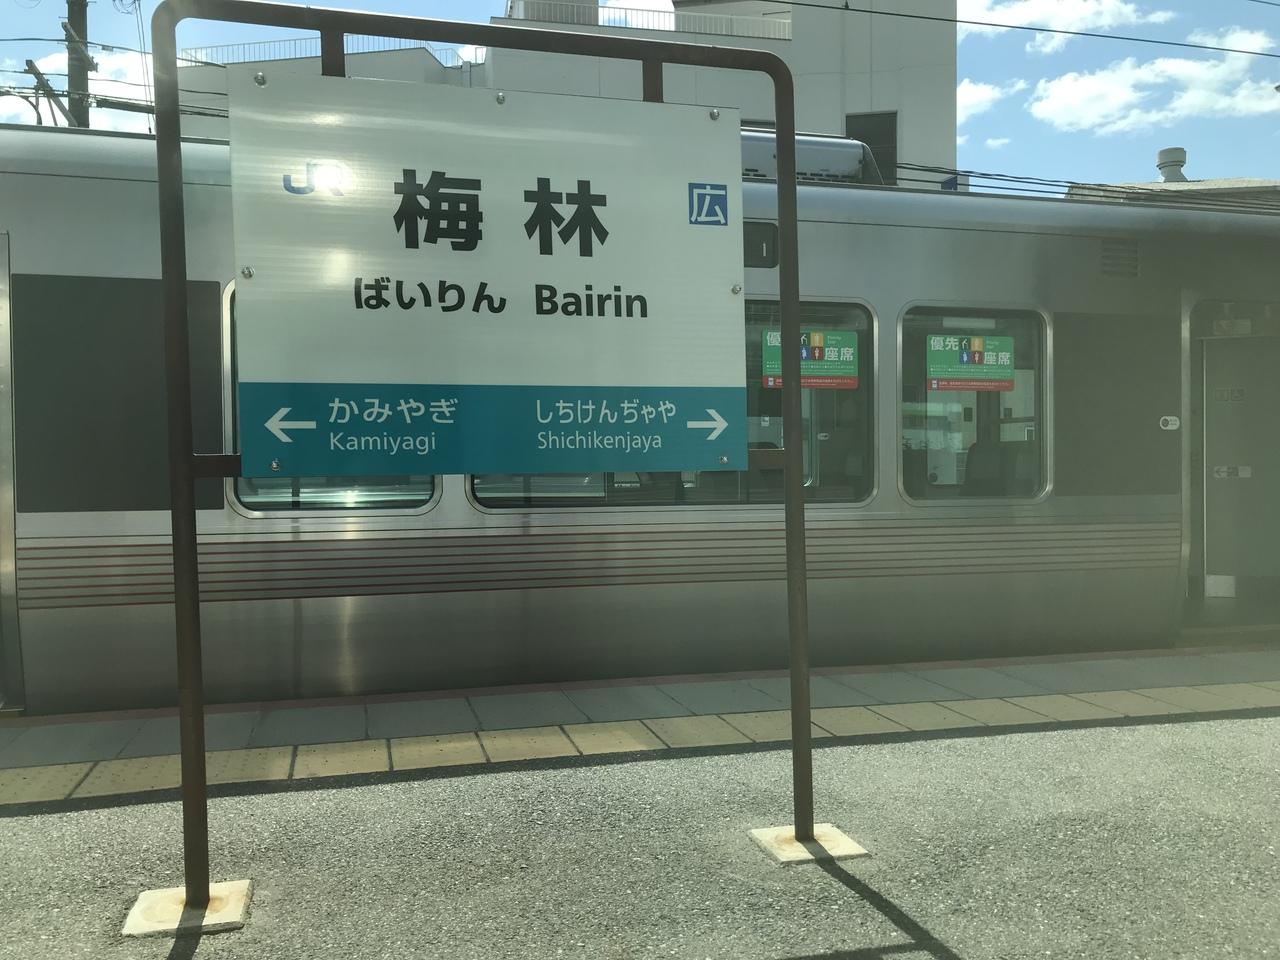 JR
梅林
広
ばいりん Bairin
← かみやぎ
Kamiyagi
しちけんぢゃや →
Shichikenjaya
優先座席
優先座席